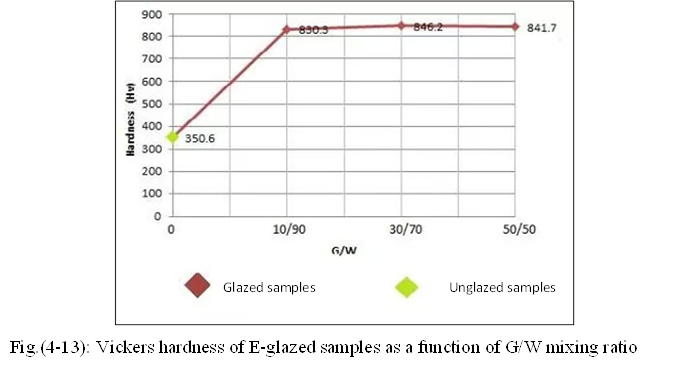 900
800
700
600
500
400
300
200
100
0
Hardness (Hv)
350.6
830.3
846.2
841.7
0 10/90 30/70 50/50
G/W
Glazed samples Unglazed samples
Fig.(4-13): Vickers hardness of E-glazed samples as a function of G/W mixing ratio